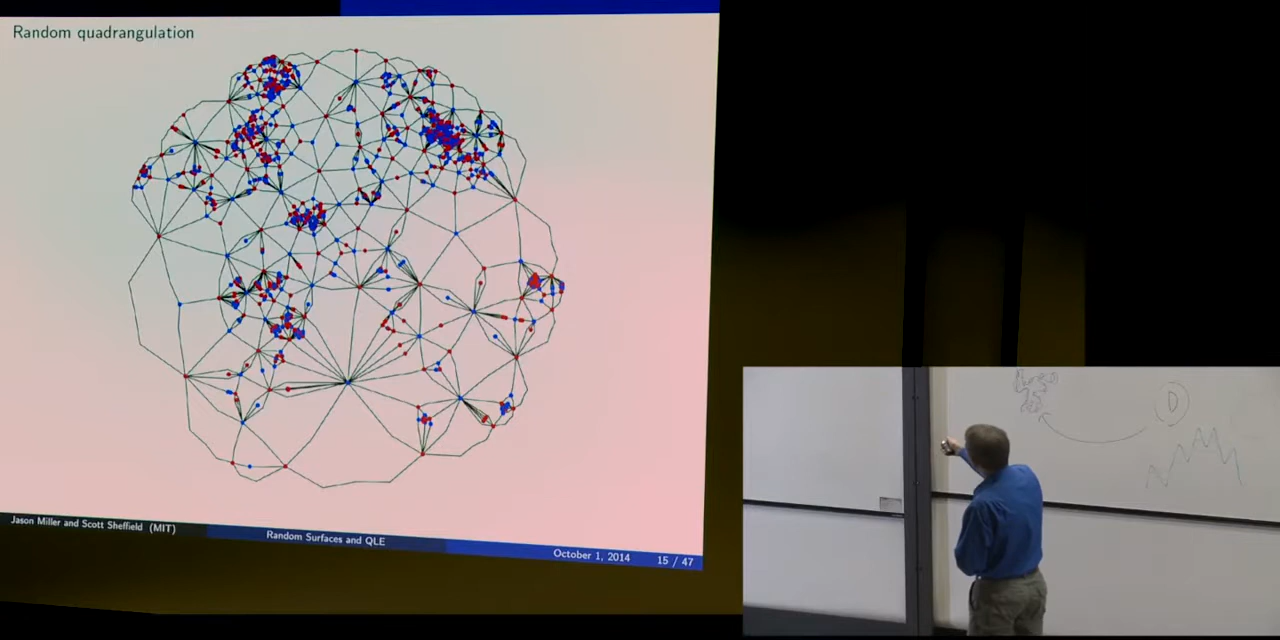 Random quadrangulation
Jason Miller and Scott Sheffield (MIT)
Random Surfaces and QLE
October 1, 2014
15 / 47
D